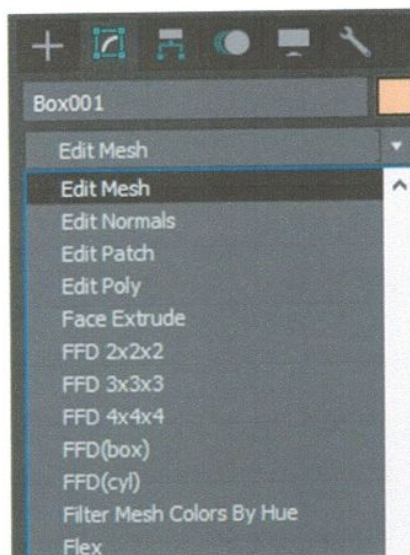 Box001
Edit Mesh
Edit Mesh
Edit Normals
Edit Patch
Edit Poly
Face Extrude
FFD 2x2x2
FFD 3x3x3
FFD 4x4x4
FFD(box)
FFD(cyl)
Filter Mesh Colors By Hue
Flex